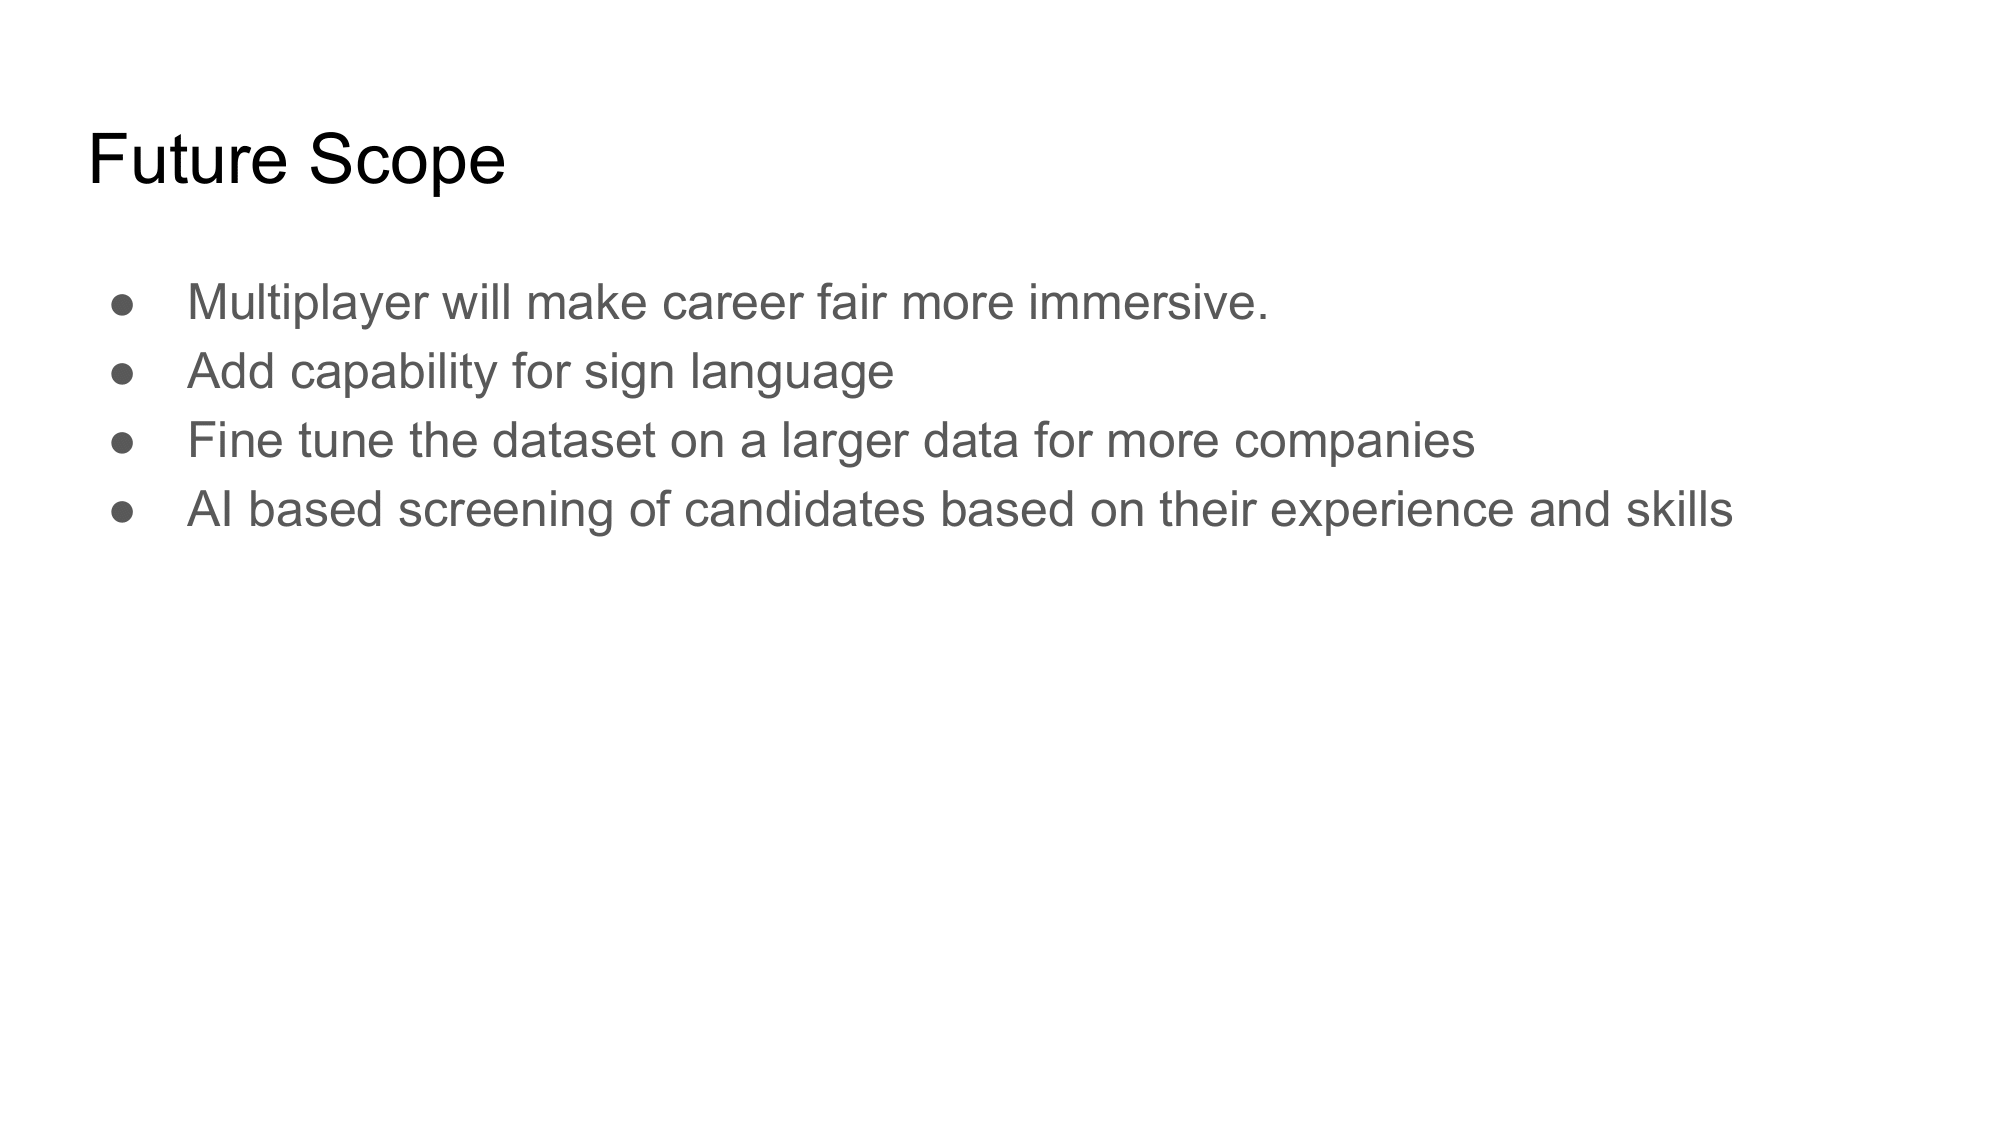 Future Scope
● Multiplayer will make career fair more immersive.
● Add capability for sign language
● Fine tune the dataset on a larger data for more companies
● AI based screening of candidates based on their experience and skills